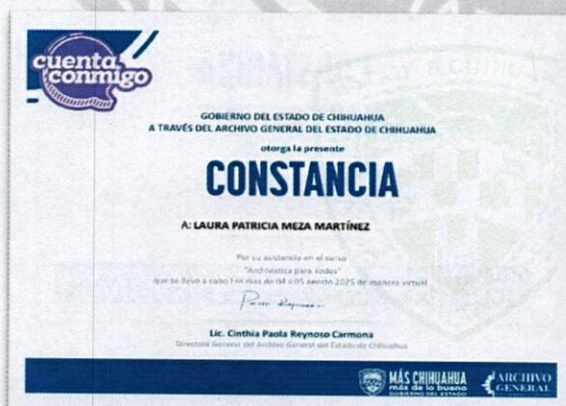 cuenta
conmigo
GOBIERNO DEL ESTADO DE CHIHUAHUA
A TRAVÉS DEL ARCHIVO GENERAL DEL ESTADO DE CHIHUAHUA
otorga la presente
CONSTANCIA
A: LAURA PATRICIA MEZA MARTÍNEZ
Por su asistencia en el curso
"Archivística para todos"
que se llevó a cabo los días de 04 y 05 agosto 2025 de manera virtual
Lic. Cinthia Paola Reynoso Carmona
Directora General del Archivo General del Estado de Chihuahua
MÁS CHIHUAHUA
más de lo bueno
GOBIERNO DEL ESTADO
ARCHIVO
GENERAL